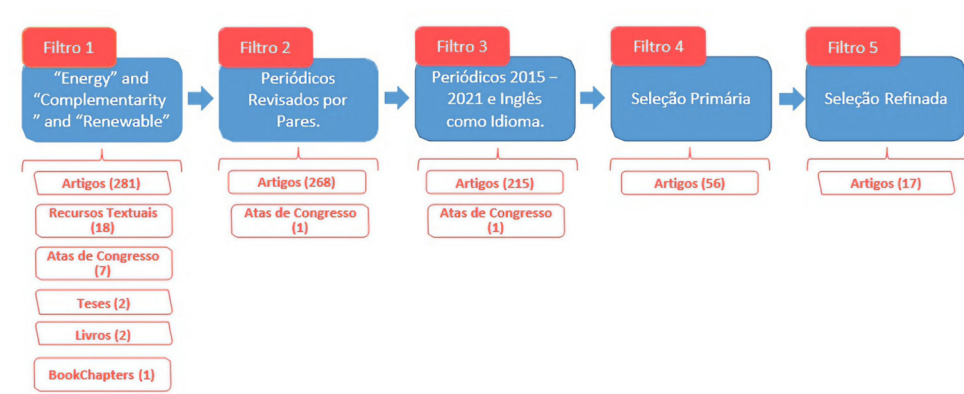 Filtro 1
“Energy” and
“Complementarity
” and “Renewable”
Artigos (281)
Recursos Textuais
(18)
Atas de Congresso
(7)
Teses (2)
Livros (2)
BookChapters (1)
Filtro 2
Periódicos
Revisados por
Pares.
Artigos (268)
Atas de Congresso
(1)
Filtro 3
Periódicos 2015 –
2021 e Inglês
como Idioma.
Artigos (215)
Atas de Congresso
(1)
Filtro 4
Seleção Primária
Artigos (56)
Filtro 5
Seleção Refinada
Artigos (17)